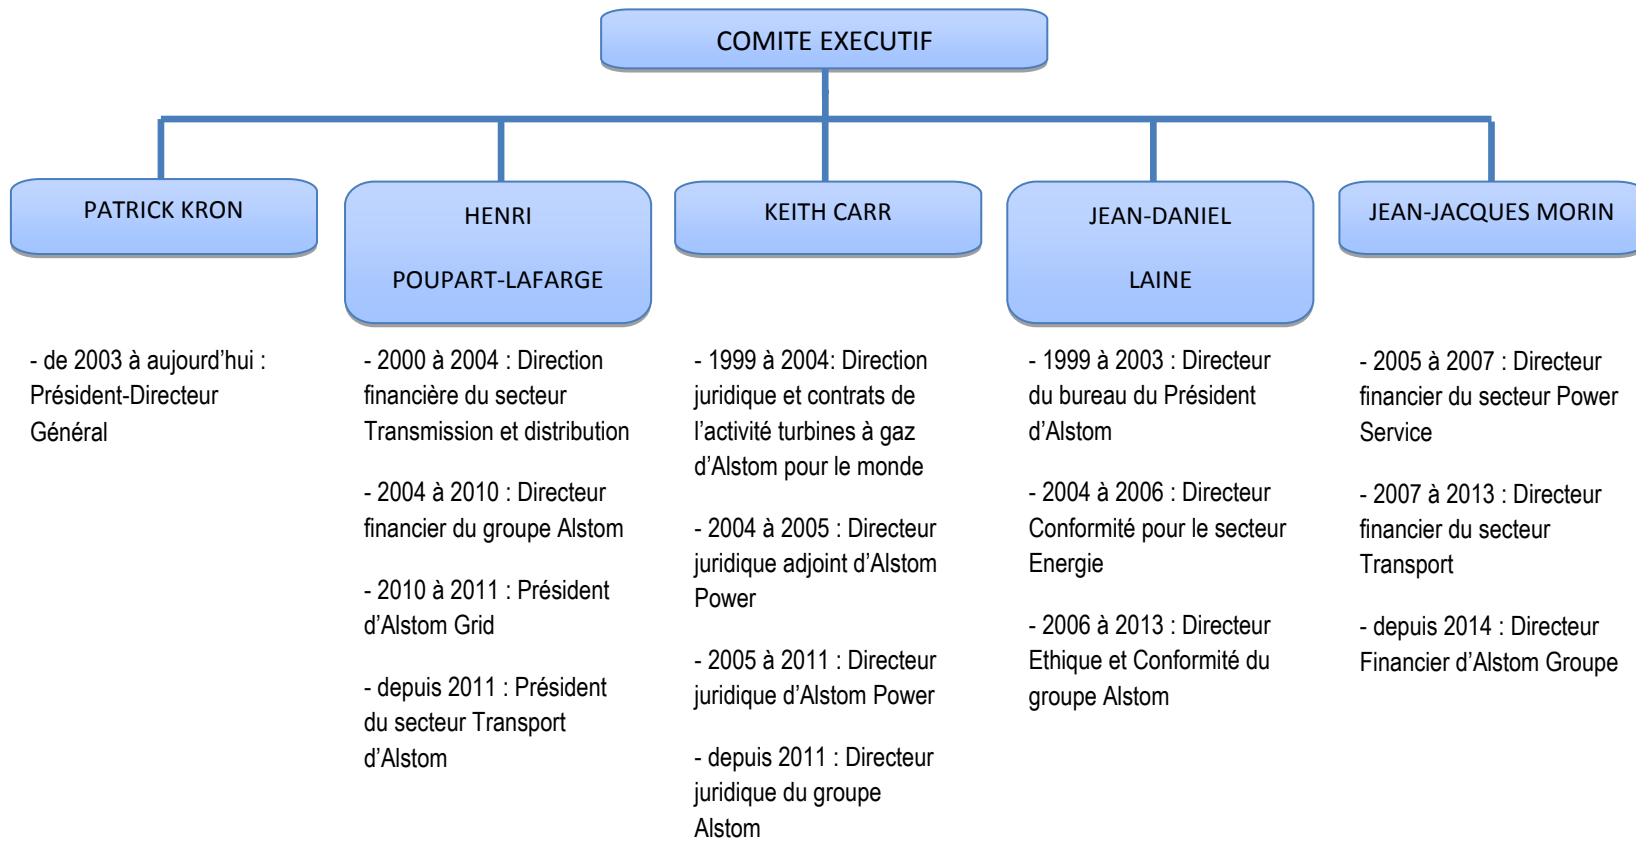 COMITE EXECUTIF
PATRICK KRON
- de 2003 à aujourd’hui :
Président-Directeur
Général
HENRI
POUPART-LAFARGE
- 2000 à 2004 : Direction
financière du secteur
Transmission et distribution
- 2004 à 2010 : Directeur
financier du groupe Alstom
- 2010 à 2011 : Président
d’Alstom Grid
- depuis 2011 : Président
du secteur Transport
d’Alstom
KEITH CARR
- 1999 à 2004: Direction
juridique et contrats de
l’activité turbines à gaz
d’Alstom pour le monde
- 2004 à 2005 : Directeur
juridique adjoint d’Alstom
Power
- 2005 à 2011 : Directeur
juridique d’Alstom Power
- depuis 2011 : Directeur
juridique du groupe
Alstom
JEAN-DANIEL
LAINE
- 1999 à 2003 : Directeur
du bureau du Président
d’Alstom
- 2004 à 2006 : Directeur
Conformité pour le secteur
Energie
- 2006 à 2013 : Directeur
Ethique et Conformité du
groupe Alstom
JEAN-JACQUES MORIN
- 2005 à 2007 : Directeur
financier du secteur Power
Service
- 2007 à 2013 : Directeur
financier du secteur
Transport
- depuis 2014 : Directeur
Financier d’Alstom Groupe